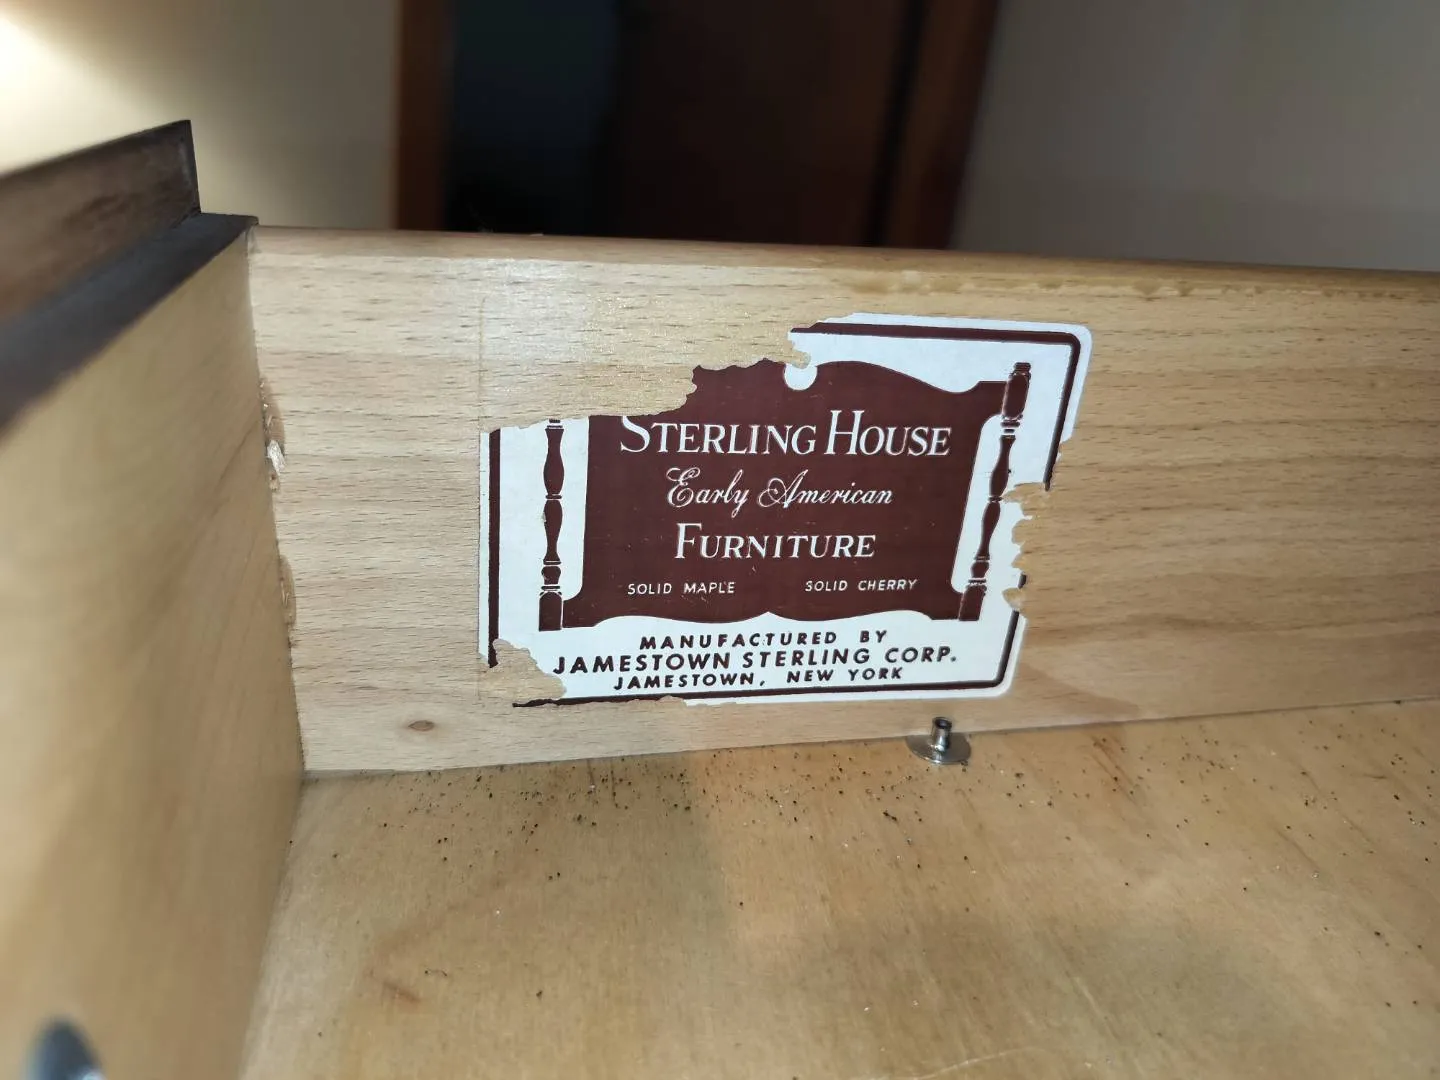 STERLING HOUSE
Early American
FURNITURE
SOLID MAPLE SOLID CHERRY
MANUFACTURED BY
JAMESTOWN STERLING CORP.
JAMESTOWN, NEW YORK